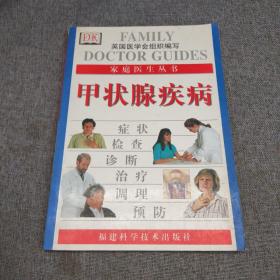 DK
FAMILY
英国医学会组织编写
DOCTOR GUIDES
家庭医生丛书
甲状腺疾病
症状
检查
诊断
治疗
调理
预防
福建科学技术出版社